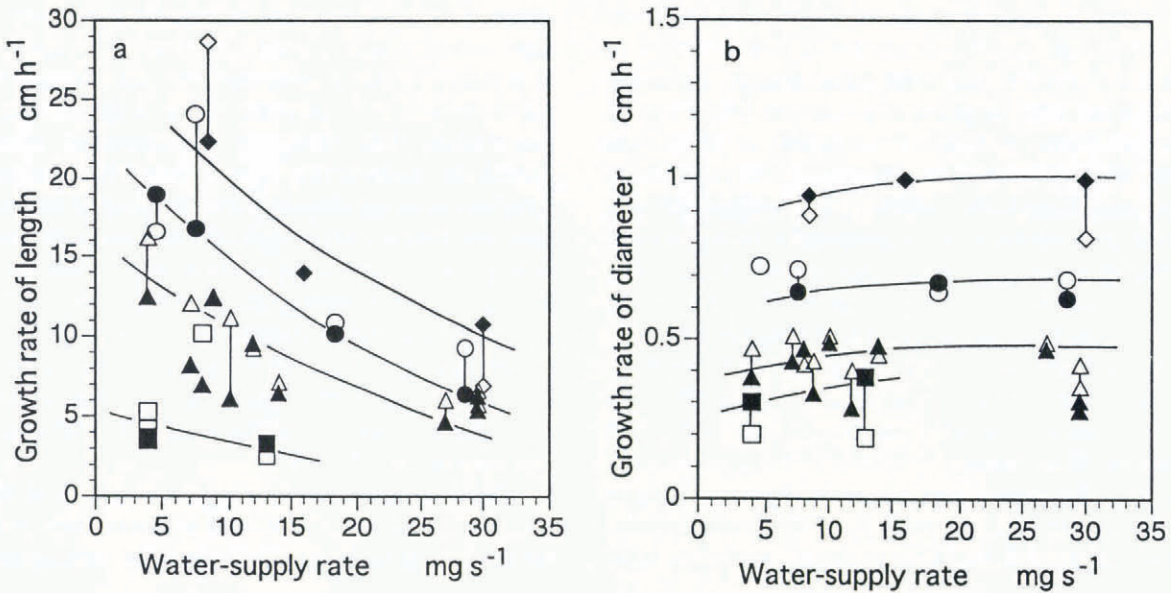 a
Growth rate of length cm h-1
30
25
20
15
10
5
0
0 5 10 15 20 25 30 35
Water-supply rate mg s-1
b
Growth rate of diameter cm h-1
1.5
1
0.5
0
5 10 15 20 25 30 35
Water-supply rate mg s-1